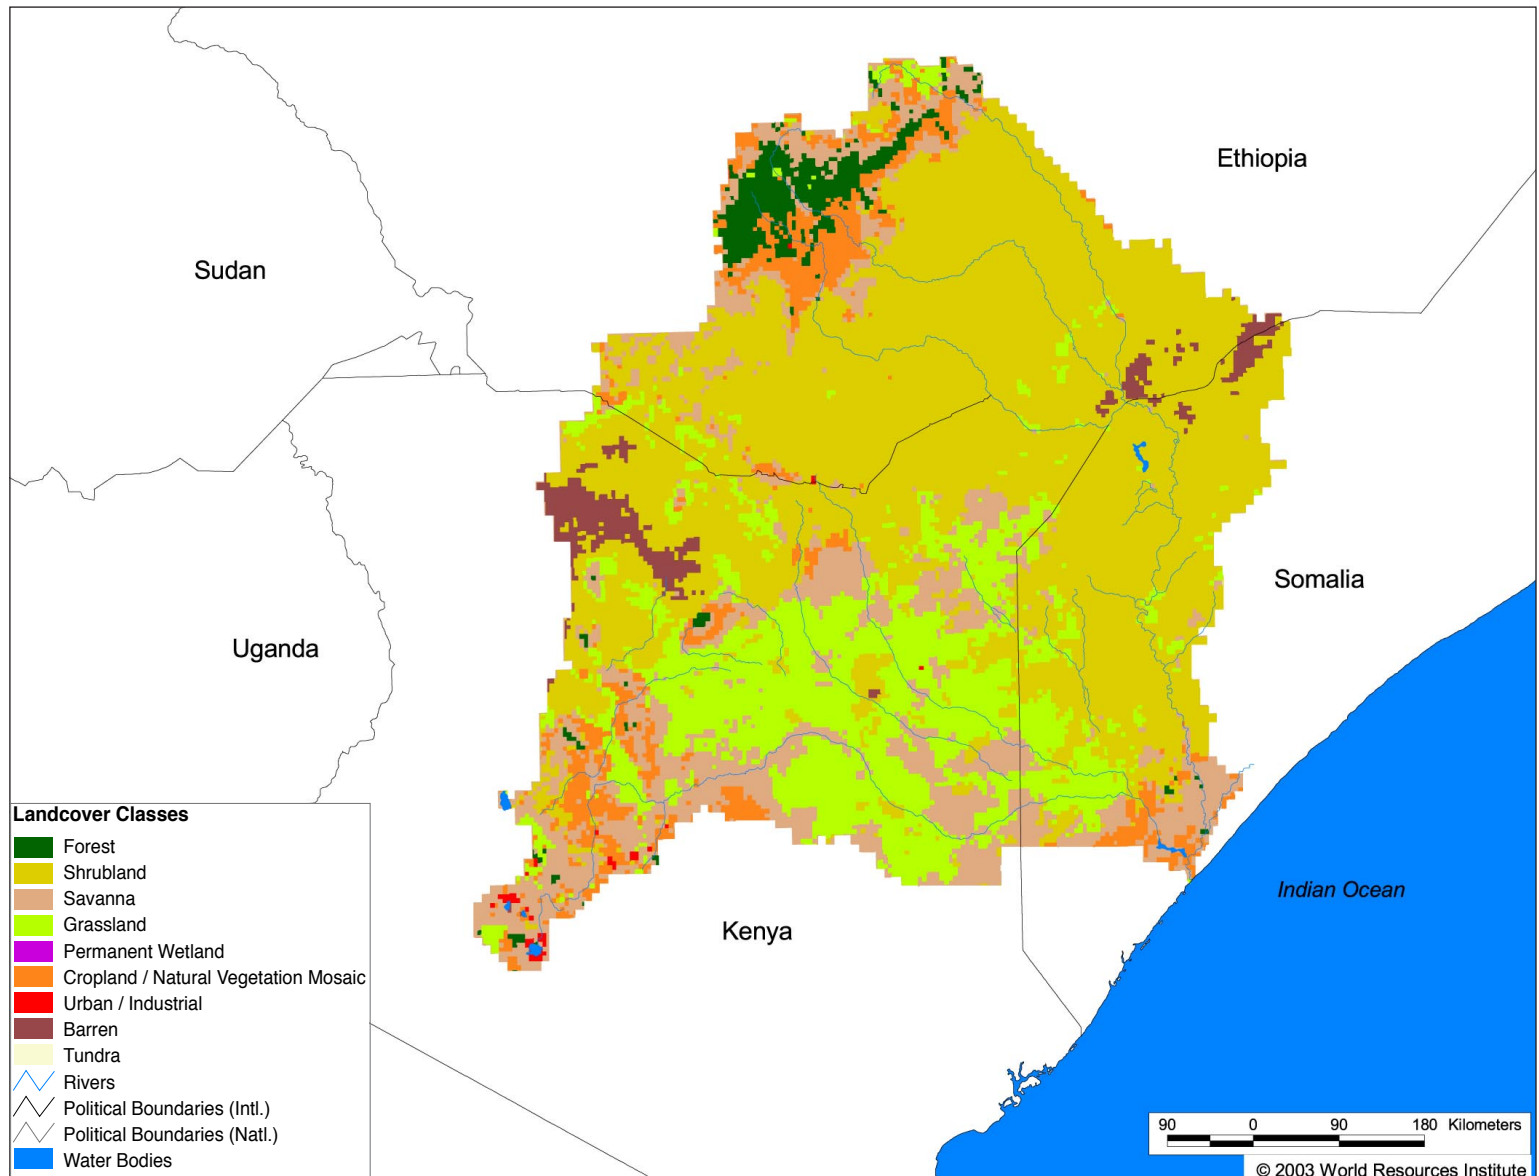 Ethiopia
Sudan
Somalia
Uganda
Indian Ocean
Kenya
Landcover Classes
Forest
Shrubland
Savanna
Grassland
Permanent Wetland
Cropland / Natural Vegetation Mosaic
Urban / Industrial
Barren
Tundra
Rivers
Political Boundaries (Intl.)
Political Boundaries (Natl.)
Water Bodies
90 0 90 180 Kilometers
© 2003 World Resources Institute